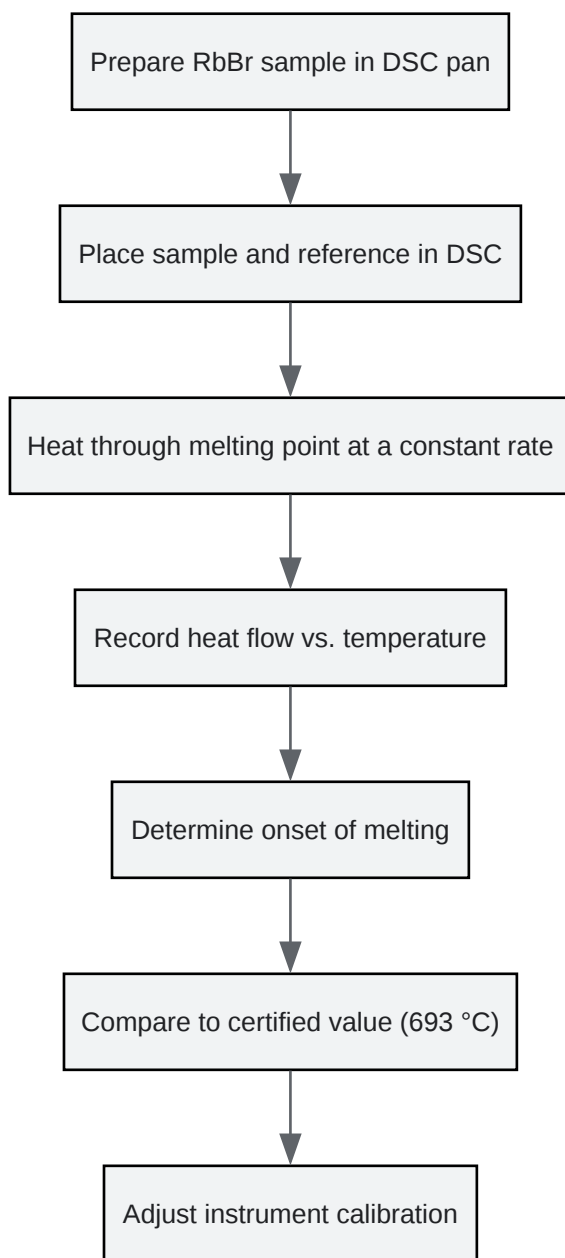 Prepare RbBr sample in DSC pan
Place sample and reference in DSC
Heat through melting point at a constant rate
Record heat flow vs. temperature
Determine onset of melting
Compare to certified value (693 °C)
Adjust instrument calibration